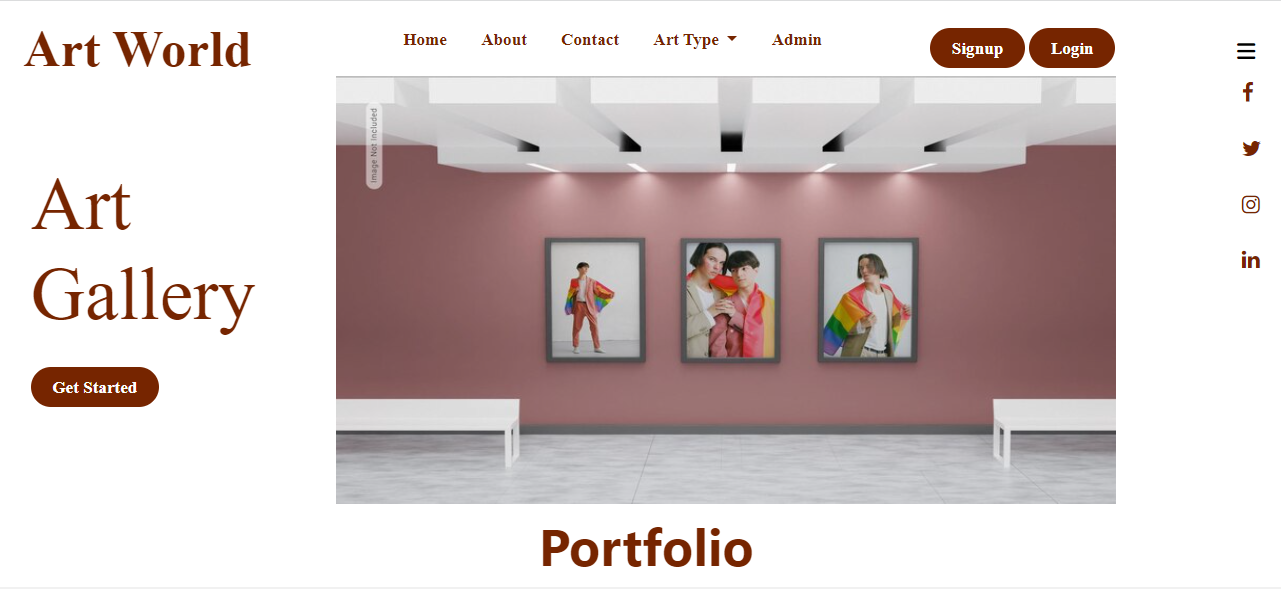 Art World
Home About Contact Art Type Admin
Signup Login
Image Not Included
Art
Gallery
Get Started
Portfolio